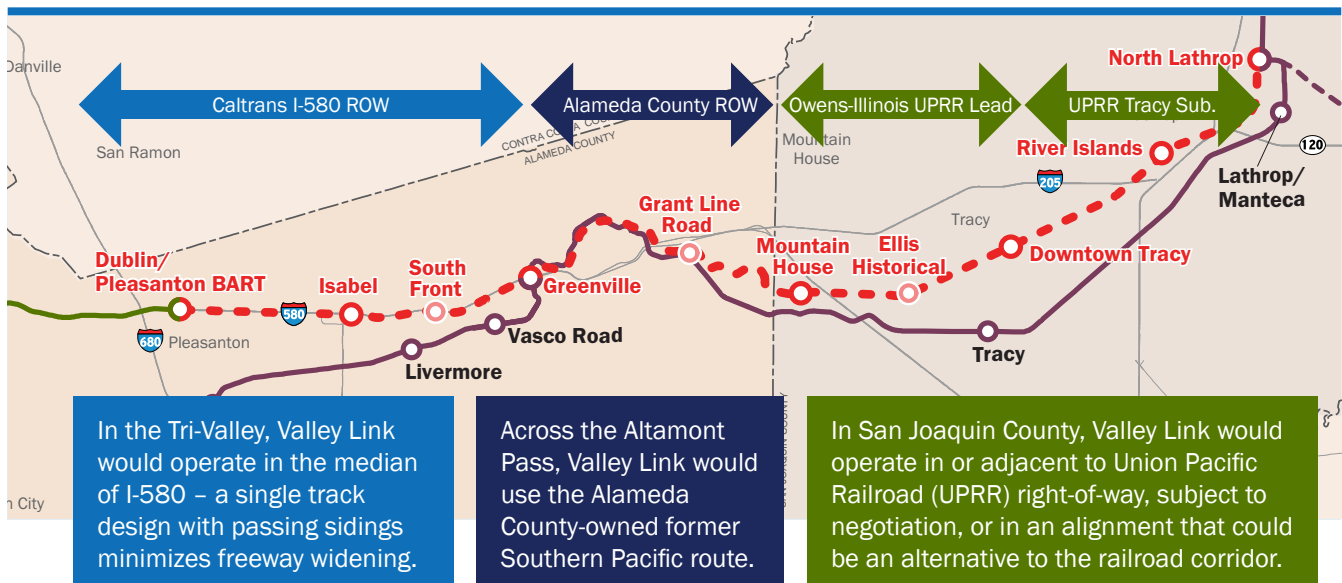 Danville
Caltrans I-580 ROW
Alameda County ROW
Owens-Illinois UPRR Lead
UPRR Tracy Sub.
North Lathrop
San Ramon
CONTRA COSTA COU
ALAMEDA COUNTY
Mountain
House
River Islands
120
205
Lathrop/
Manteca
Grant Line
Road
Tracy
Dublin/
Pleasanton BART
Isabel
South
Front
Greenville
Mountain
House
Ellis
Historical
Downtown Tracy
580
680
Pleasanton
Vasco Road
Livermore
Tracy
SAN JOAQUIN COUNTY
n City
In the Tri-Valley, Valley Link
would operate in the median
of I-580 – a single track
design with passing sidings
minimizes freeway widening.
Across the Altamont
Pass, Valley Link would
use the Alameda
County-owned former
Southern Pacific route.
In San Joaquin County, Valley Link would
operate in or adjacent to Union Pacific
Railroad (UPRR) right-of-way, subject to
negotiation, or in an alignment that could
be an alternative to the railroad corridor.